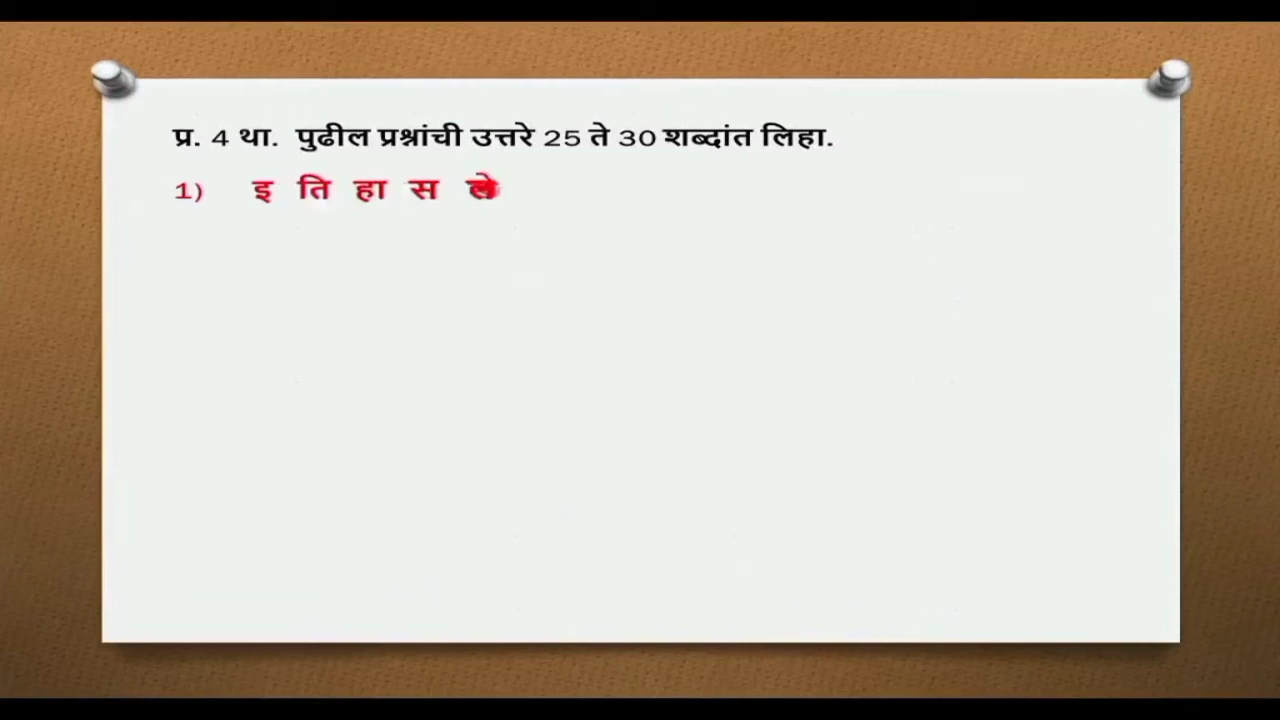 प्र. 4 था. पुढील प्रश्नांची उत्तरे 25 ते 30 शब्दांत लिहा.
1) इ ति हा स